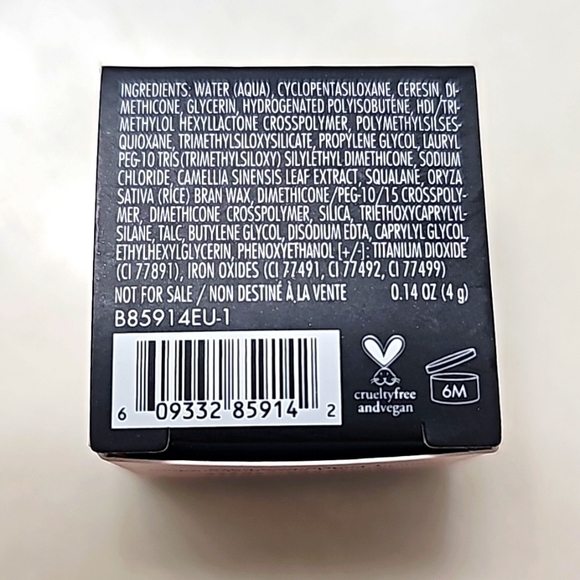 INGREDIENTS: WATER (AQUA), CYCLOPENTASILOXANE, CERESIN, DI-
METHICONE, GLYCERIN, HYDROGENATED POLYISOBUTENE, HDI/TRI-
METHYLOL HEXYLLACTONE CROSSPOLYMER, POLYMETHYLSILSES-
QUIOXANE, TRIMETHYLSILOXYSILICATE, PROPYLENE GLYCOL, LAURYL
PEG-10 TRIS (TRIMETHYLSILOXY) SILYLETHYL DIMETHICONE, SODIUM
CHLORIDE, CAMELLIA SINENSIS LEAF EXTRACT, SQUALANE, ORYZA
SATIVA (RICE) BRAN WAX, DIMETHICONE/PEG-10/15 CROSSPOLY-
MER, DIMETHICONE CROSSPOLYMER, SILICA, TRIETHOXYCAPRYLYL-
SILANE, TALC, BUTYLENE GLYCOL, DISODIUM EDTA, CAPRYLYL GLYCOL,
ETHYLHEXYLGLYCERIN, PHENOXYETHANOL [+/-]: TITANIUM DIOXIDE
(CI 77891), IRON OXIDES (CI 77491, CI 77492, CI 77499)
NOT FOR SALE / NON DESTINÉ À LA VENTE 0.14 OZ (4 g)
B85914EU-1
6 09332 85914 2
crueltyfree
andvegan
6M